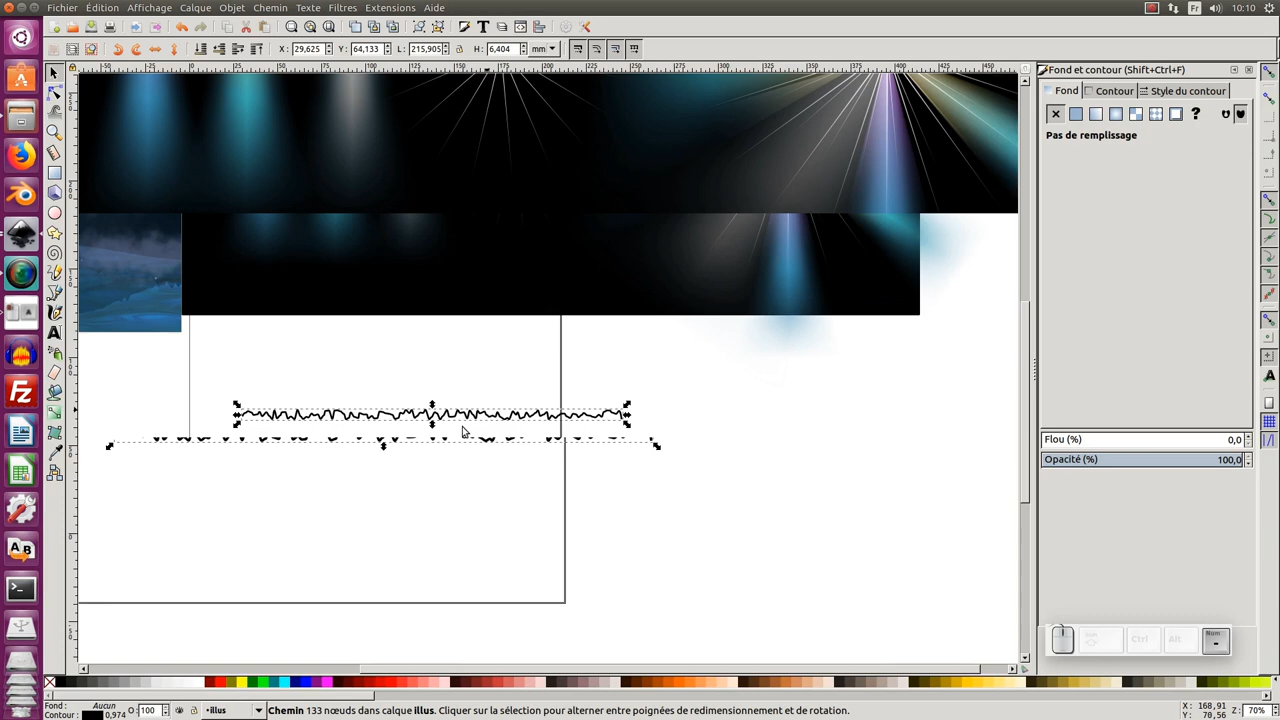 Fichier Édition Affichage Calque Objet Chemin Texte Filtres Extensions Aide
Fr 10:10
X : 29,625 Y : 64,133 L : 215,905 H : 6,404 mm
Fond et contour (Shift+Ctrl+F)
Fond Contour Style du contour
?
Pas de remplissage
Flou (%) 0,0
Opacité (%) 100,0
Ctrl Alt Num
-
Fond : Aucun
Contour : 0,974
O : 100
•illus
Chemin 133 nœuds dans calque illus. Cliquer sur la sélection pour alterner entre poignées de redimensionnement et de rotation.
X : 168,91
Y : 70,56
Z : 70%